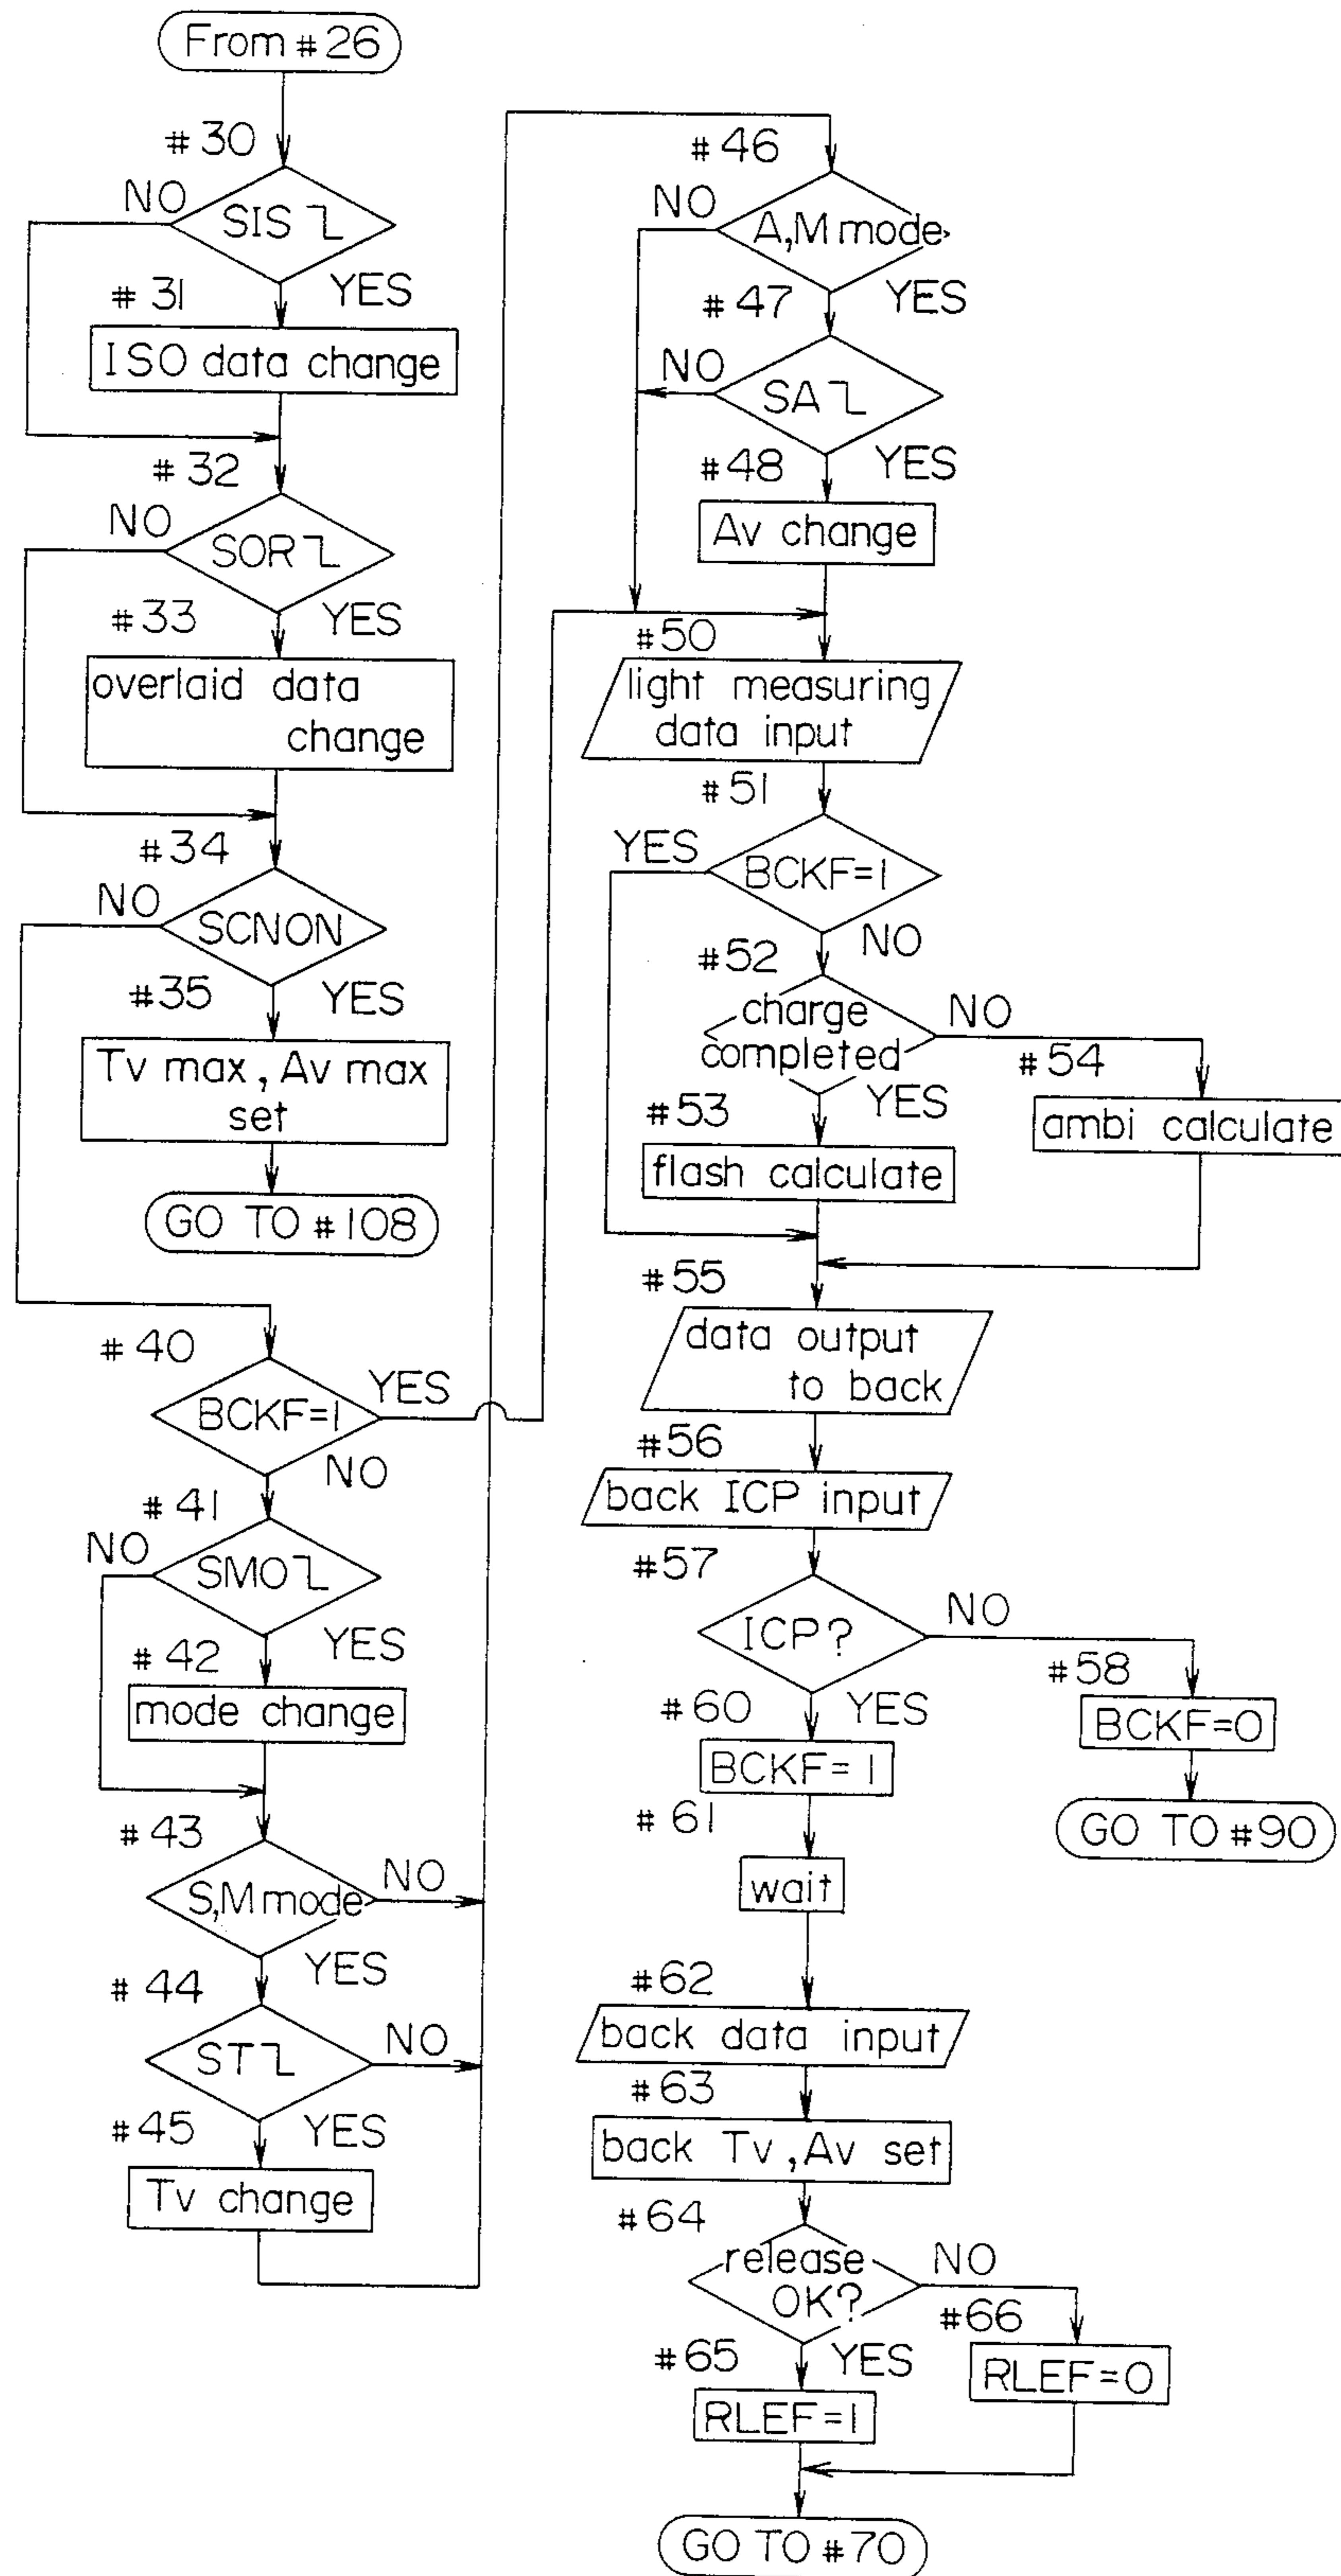 From #26
#30
NO
SIS
YES
#31
ISO data change
#32
NO
SOR
YES
#33
overlaid data
change
#34
NO
SCNON
#35
YES
Tv max, Av max
set
GO TO #108
#40
YES
BCKF=1
NO
#41
NO
SMO
YES
#42
mode change
#43
NO
S,M mode
YES
#44
NO
ST
YES
#45
Tv change
#46
NO
A,M mode
#47
YES
NO
SA
#48
YES
Av change
#50
light measuring
data input
#51
YES
BCKF=1
NO
#52
charge
completed
NO
#54
ambi calculate
YES
#53
flash calculate
#55
data output
to back
#56
back ICP input
#57
ICP?
NO
#58
BCKF=0
GO TO #90
#60
YES
BCKF=1
#61
wait
#62
back data input
#63
back Tv, Av set
#64
release
OK?
NO
#66
RLEF=0
#65
YES
RLEF=1
GO TO #70